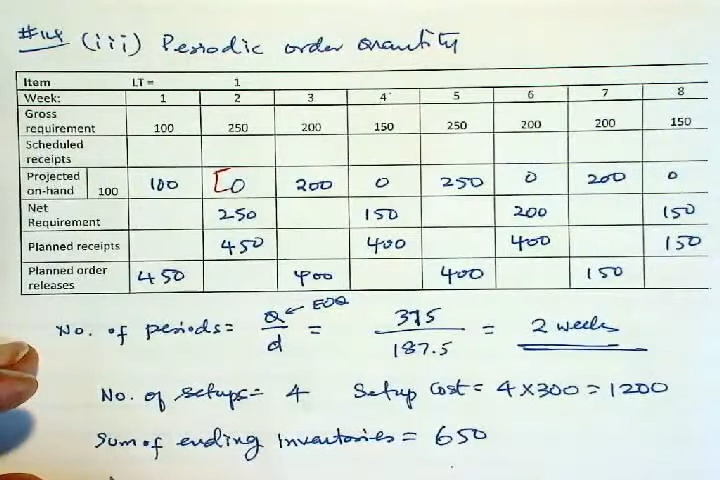 #14 (iii) Periodic order Quantity
Item LT = 1
Week: 1 2 3 4 5 6 7 8
Gross requirement 100 250 200 150 250 200 200 150
Scheduled receipts
Projected on-hand 100 100 [0 200 0 250 0 200 0
Net Requirement 250 150 200 150
Planned receipts 450 400 400 150
Planned order releases 450 400 400 150
No. of periods = Q ← EOQ / d = 375 / 187.5 = 2 weeks
No. of setups = 4 Setup Cost = 4 X 300 = 1200
Sum of ending inventories = 650